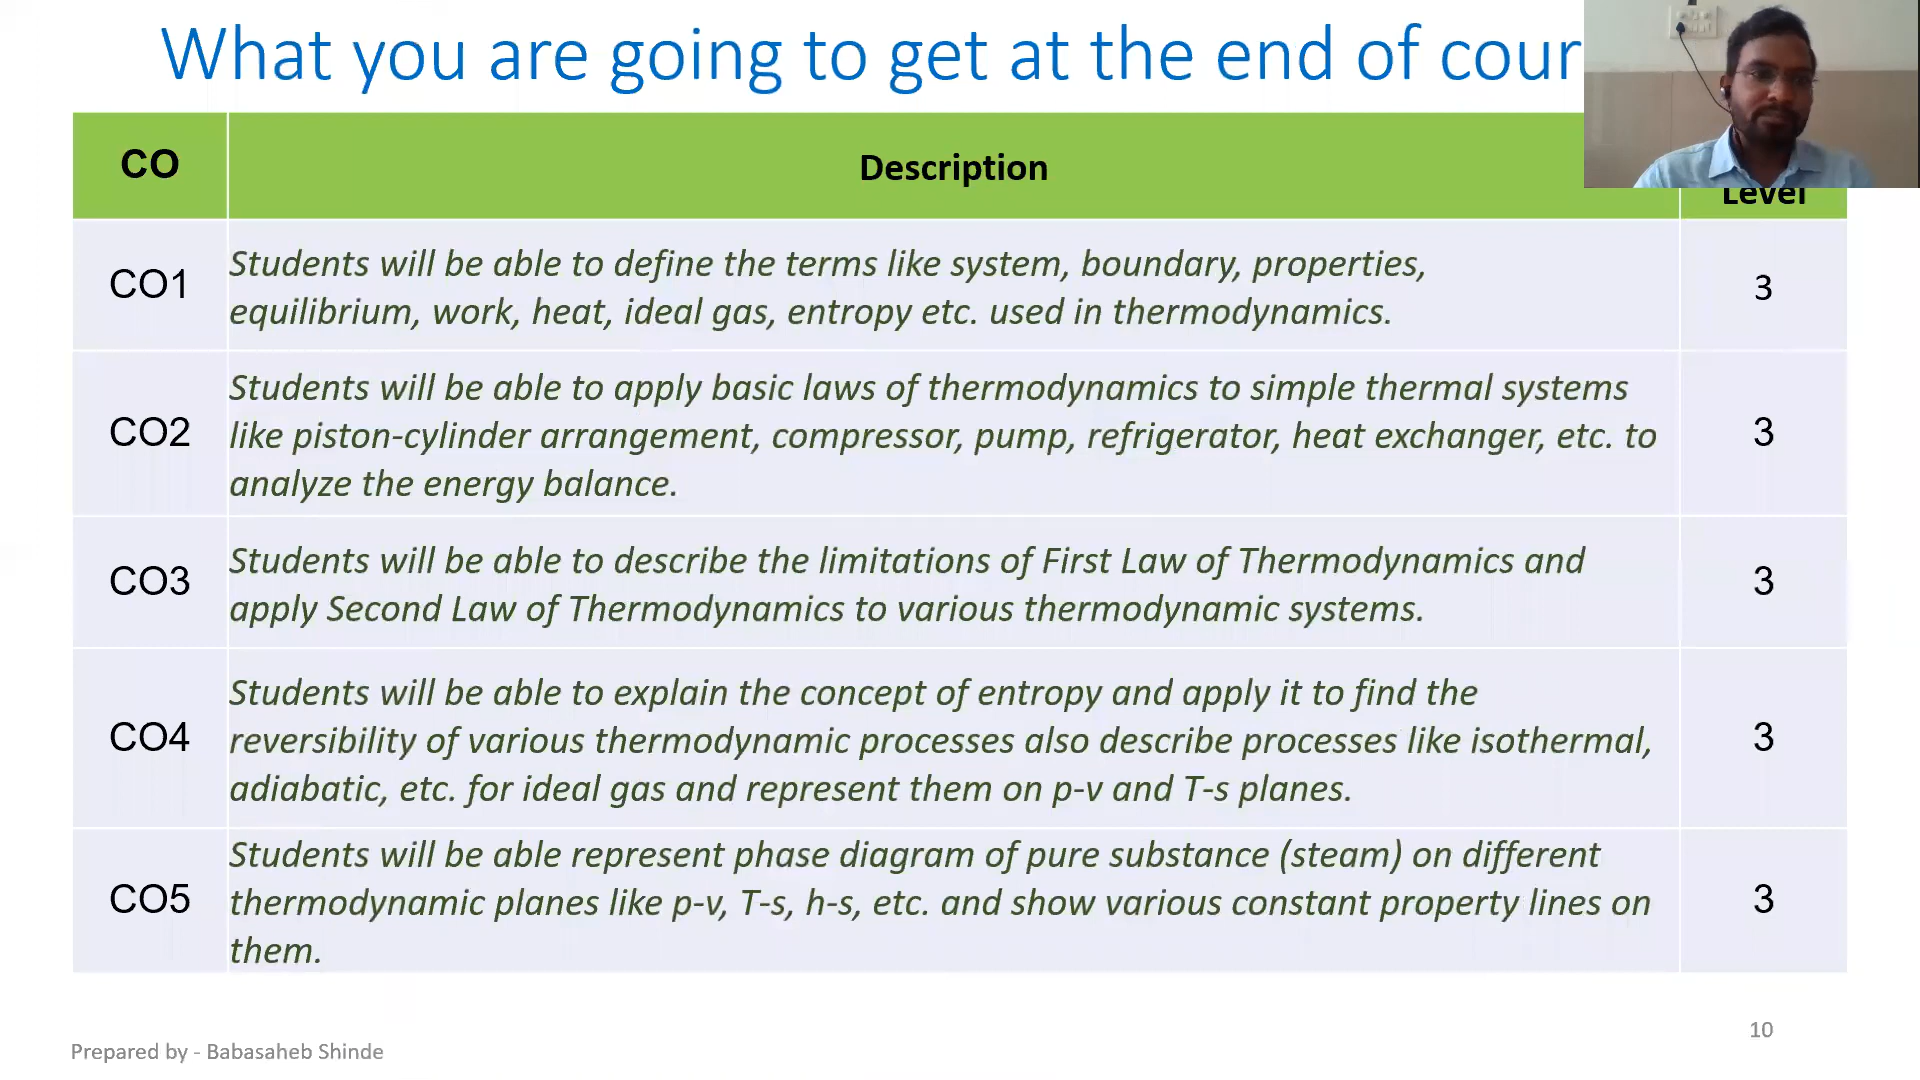 What you are going to get at the end of cour
CO
Description
Level
CO1
Students will be able to define the terms like system, boundary, properties,
equilibrium, work, heat, ideal gas, entropy etc. used in thermodynamics.
3
CO2
Students will be able to apply basic laws of thermodynamics to simple thermal systems
like piston-cylinder arrangement, compressor, pump, refrigerator, heat exchanger, etc. to
analyze the energy balance.
3
CO3
Students will be able to describe the limitations of First Law of Thermodynamics and
apply Second Law of Thermodynamics to various thermodynamic systems.
3
CO4
Students will be able to explain the concept of entropy and apply it to find the
reversibility of various thermodynamic processes also describe processes like isothermal,
adiabatic, etc. for ideal gas and represent them on p-v and T-s planes.
3
CO5
Students will be able represent phase diagram of pure substance (steam) on different
thermodynamic planes like p-v, T-s, h-s, etc. and show various constant property lines on
them.
3
Prepared by - Babasaheb Shinde
10